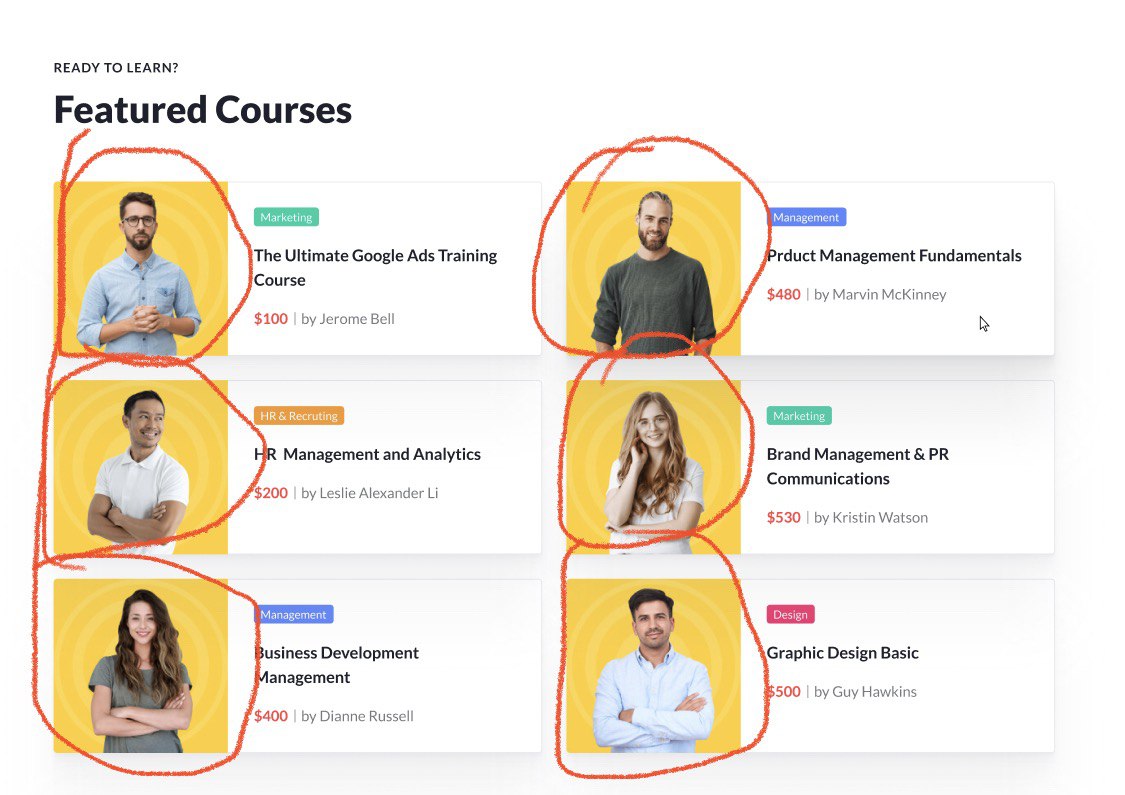 READY TO LEARN?
Featured Courses
Marketing
The Ultimate Google Ads Training
Course
$100 | by Jerome Bell
Management
Prduct Management Fundamentals
$480 | by Marvin McKinney
HR & Recruting
HR Management and Analytics
$200 | by Leslie Alexander Li
Marketing
Brand Management & PR
Communications
$530 | by Kristin Watson
Management
Business Development
Management
$400 | by Dianne Russell
Design
Graphic Design Basic
$500 | by Guy Hawkins